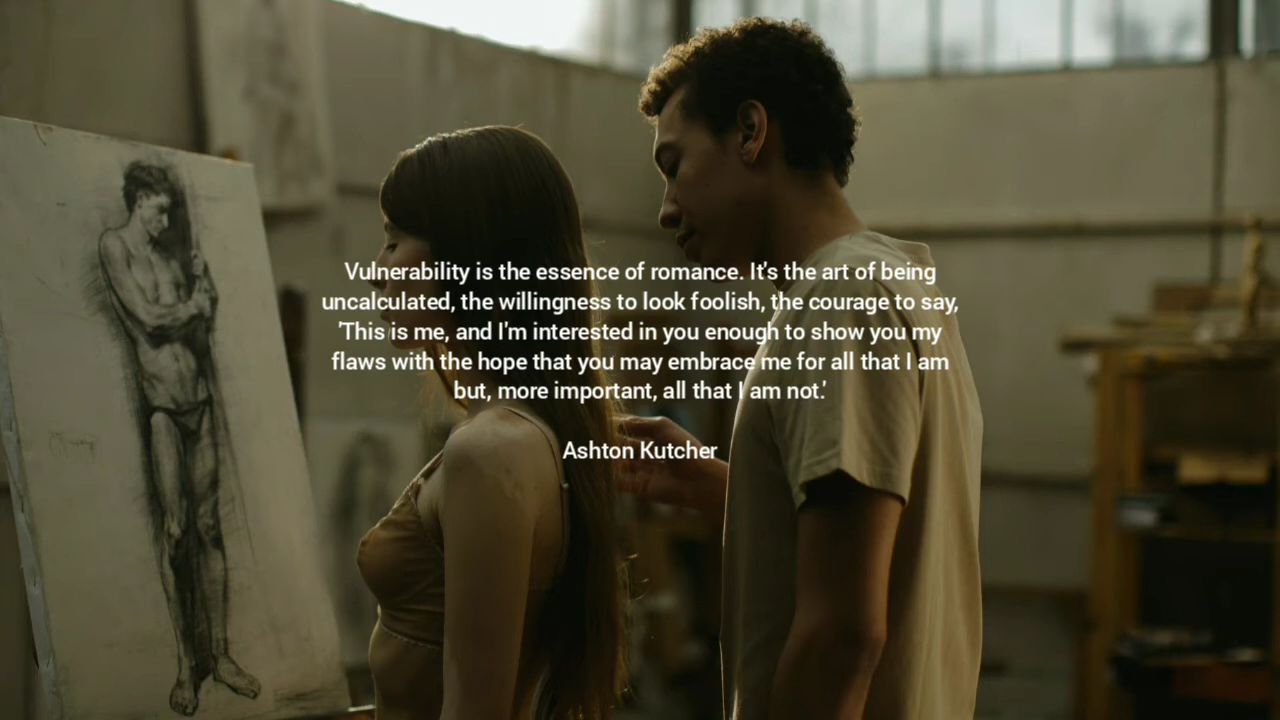 Vulnerability is the essence of romance. It's the art of being
uncalculated, the willingness to look foolish, the courage to say,
'This is me, and I'm interested in you enough to show you my
flaws with the hope that you may embrace me for all that I am
but, more important, all that I am not.'
Ashton Kutcher